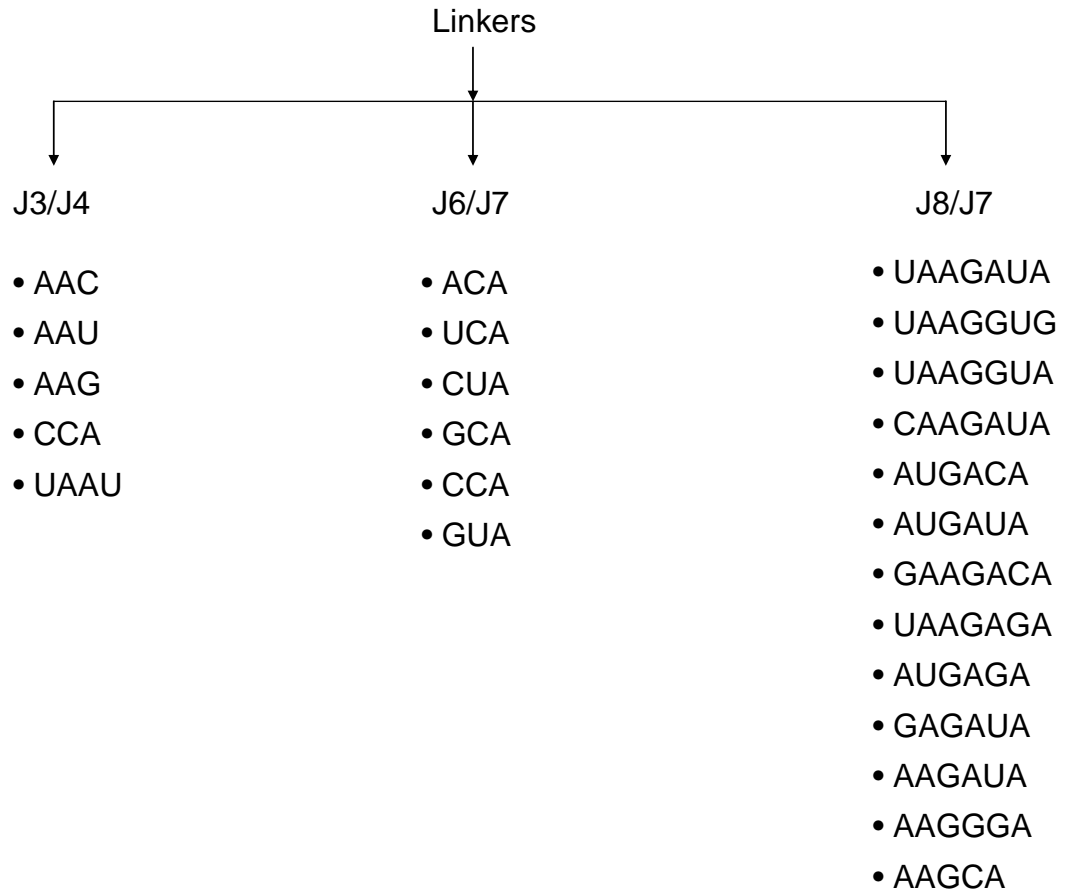 Linkers
J3/J4
• AAC
• AAU
• AAG
• CCA
• UAAU
J6/J7
• ACA
• UCA
• CUA
• GCA
• CCA
• GUA
J8/J7
• UAAGAUA
• UAAGGUG
• UAAGGUA
• CAAGAUA
• AUGACA
• AUGAUA
• GAAGACA
• UAAGAGA
• AUGAGA
• GAGAUA
• AAGAUA
• AAGGGA
• AAGCA